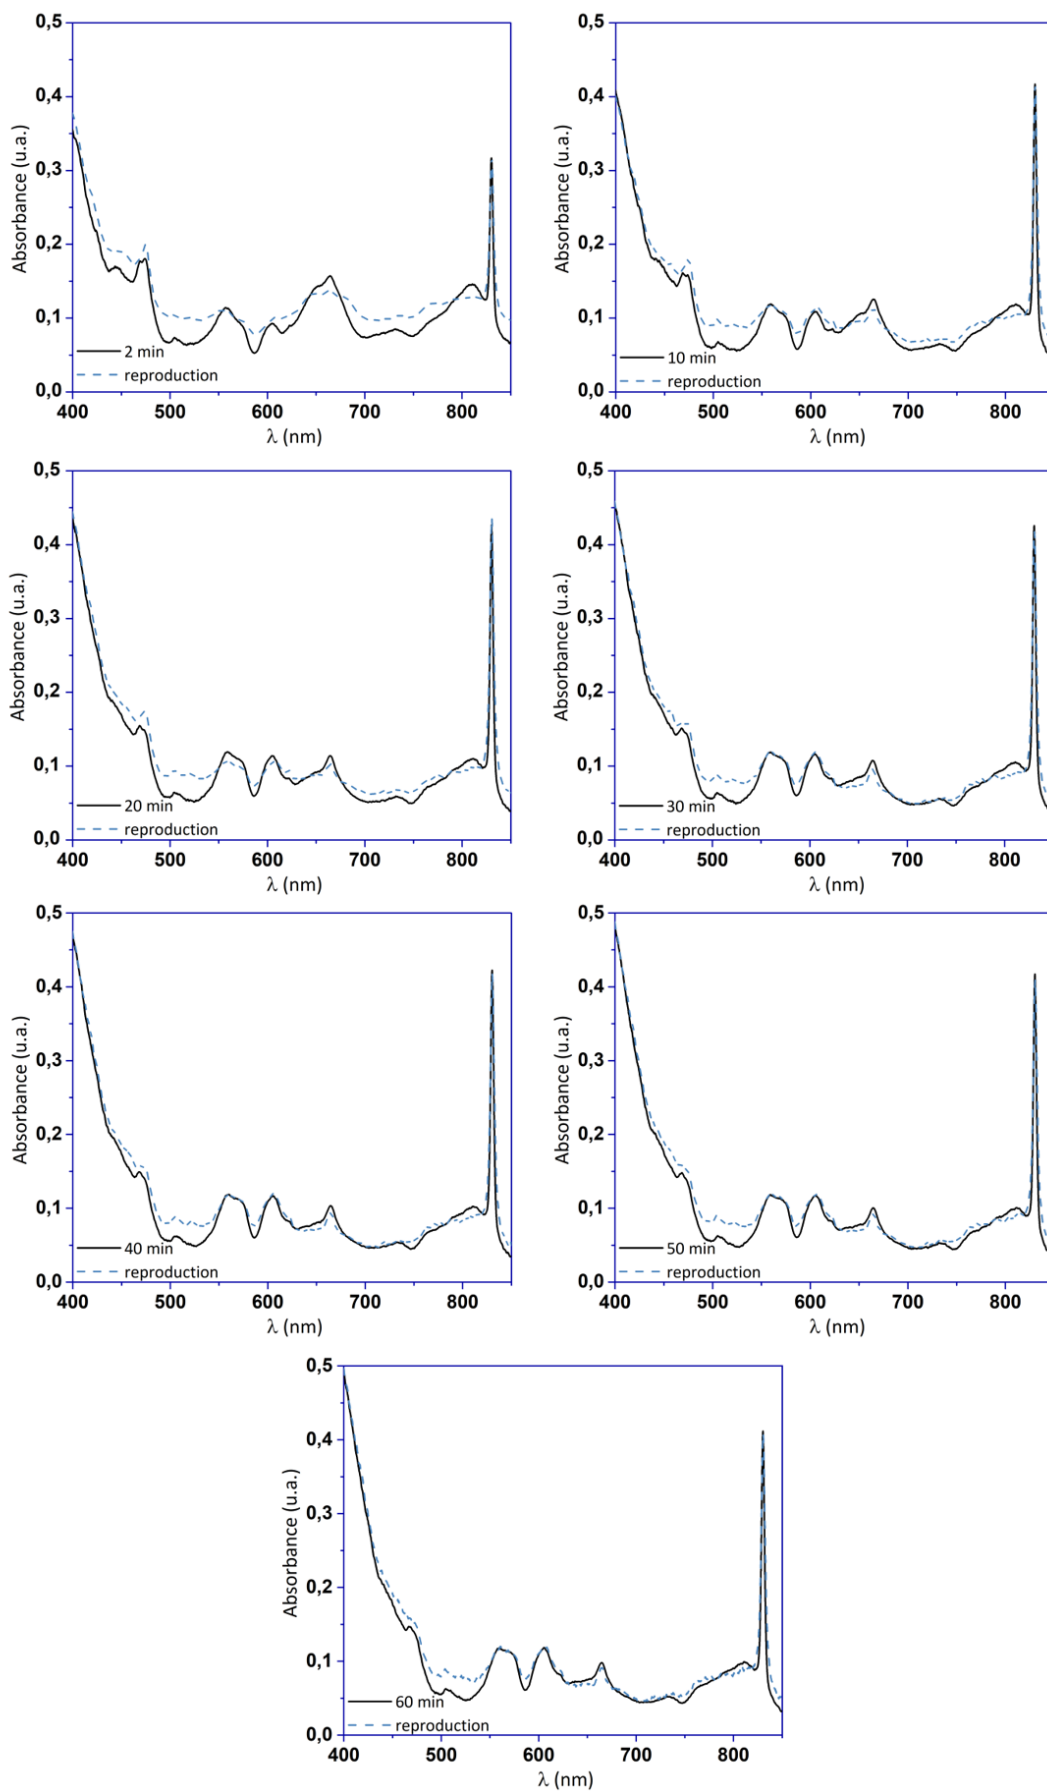 0,5
0,4
0,3
0,2
0,1
0,0
Absorbance (u.a.)
2 min
reproduction
400 500 600 700 800
λ (nm)
0,5
0,4
0,3
0,2
0,1
0,0
Absorbance (u.a.)
10 min
reproduction
400 500 600 700 800
λ (nm)
0,5
0,4
0,3
0,2
0,1
0,0
Absorbance (u.a.)
20 min
reproduction
400 500 600 700 800
λ (nm)
0,5
0,4
0,3
0,2
0,1
0,0
Absorbance (u.a.)
30 min
reproduction
400 500 600 700 800
λ (nm)
0,5
0,4
0,3
0,2
0,1
0,0
Absorbance (u.a.)
40 min
reproduction
400 500 600 700 800
λ (nm)
0,5
0,4
0,3
0,2
0,1
0,0
Absorbance (u.a.)
50 min
reproduction
400 500 600 700 800
λ (nm)
0,5
0,4
0,3
0,2
0,1
0,0
Absorbance (u.a.)
60 min
reproduction
400 500 600 700 800
λ (nm)